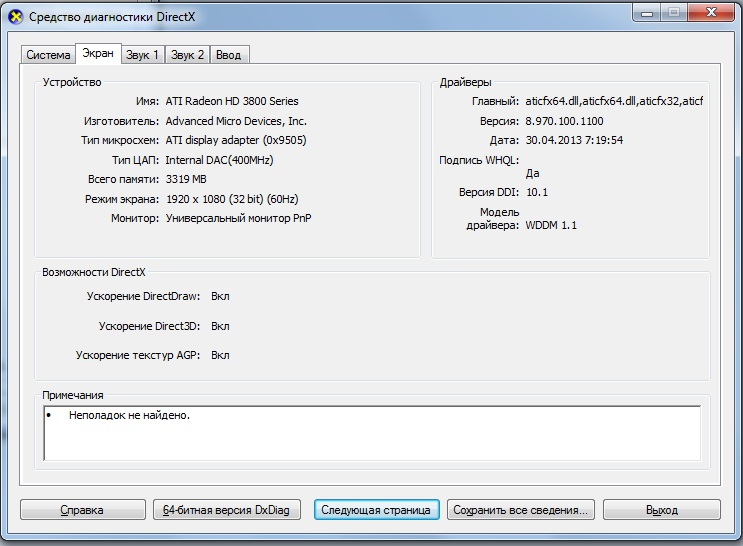 Средство диагностики DirectX
Система Экран Звук 1 Звук 2 Ввод
Устройство
Имя: ATI Radeon HD 3800 Series
Изготовитель: Advanced Micro Devices, Inc.
Тип микросхем: ATI display adapter (0x9505)
Тип ЦАП: Internal DAC(400MHz)
Всего памяти: 3319 MB
Режим экрана: 1920 x 1080 (32 bit) (60Hz)
Монитор: Универсальный монитор PnP
Драйверы
Главный: aticfx64.dll,aticfx64.dll,aticfx32,aticf
Версия: 8.970.100.1100
Дата: 30.04.2013 7:19:54
Подпись WHQL:
Да
Версия DDI: 10.1
Модель
драйвера: WDDM 1.1
Возможности DirectX
Ускорение DirectDraw: Вкл
Ускорение Direct3D: Вкл
Ускорение текстур AGP: Вкл
Примечания
• Неполадок не найдено.
Справка 64-битная версия DxDiag Следующая страница Сохранить все сведения... Выход